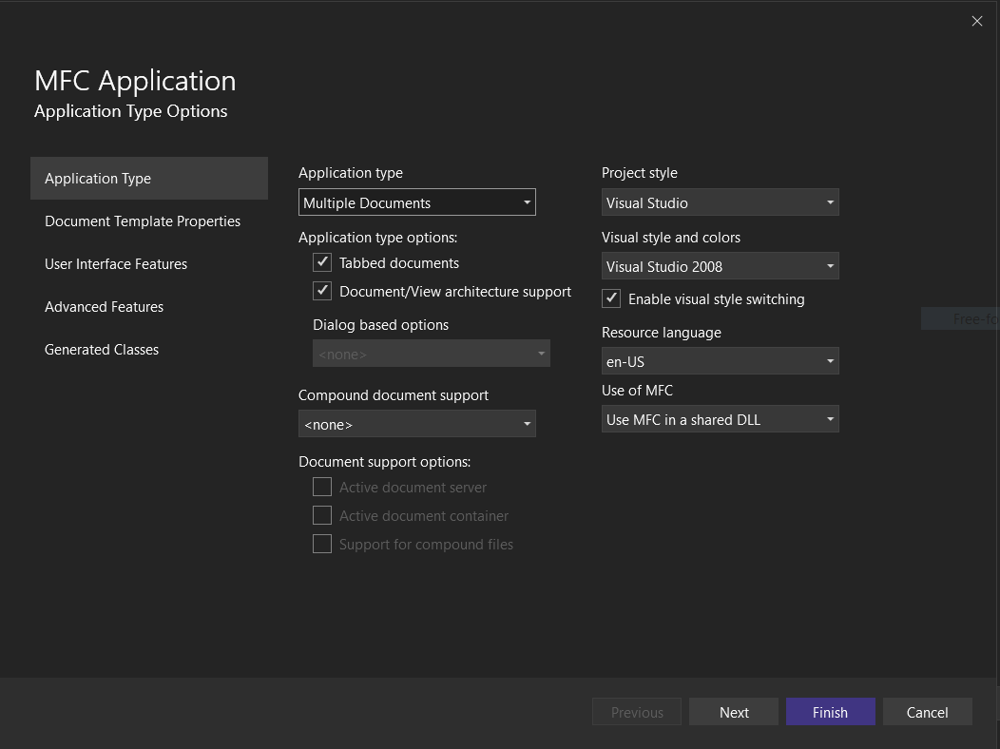 MFC Application
Application Type Options
Application Type
Document Template Properties
User Interface Features
Advanced Features
Generated Classes
Application type
Multiple Documents
Application type options:
Tabbed documents
Document/View architecture support
Dialog based options
<none>
Compound document support
<none>
Document support options:
Active document server
Active document container
Support for compound files
Project style
Visual Studio
Visual style and colors
Visual Studio 2008
Enable visual style switching
Resource language
en-US
Use of MFC
Use MFC in a shared DLL
Free-fo
Previous
Next
Finish
Cancel